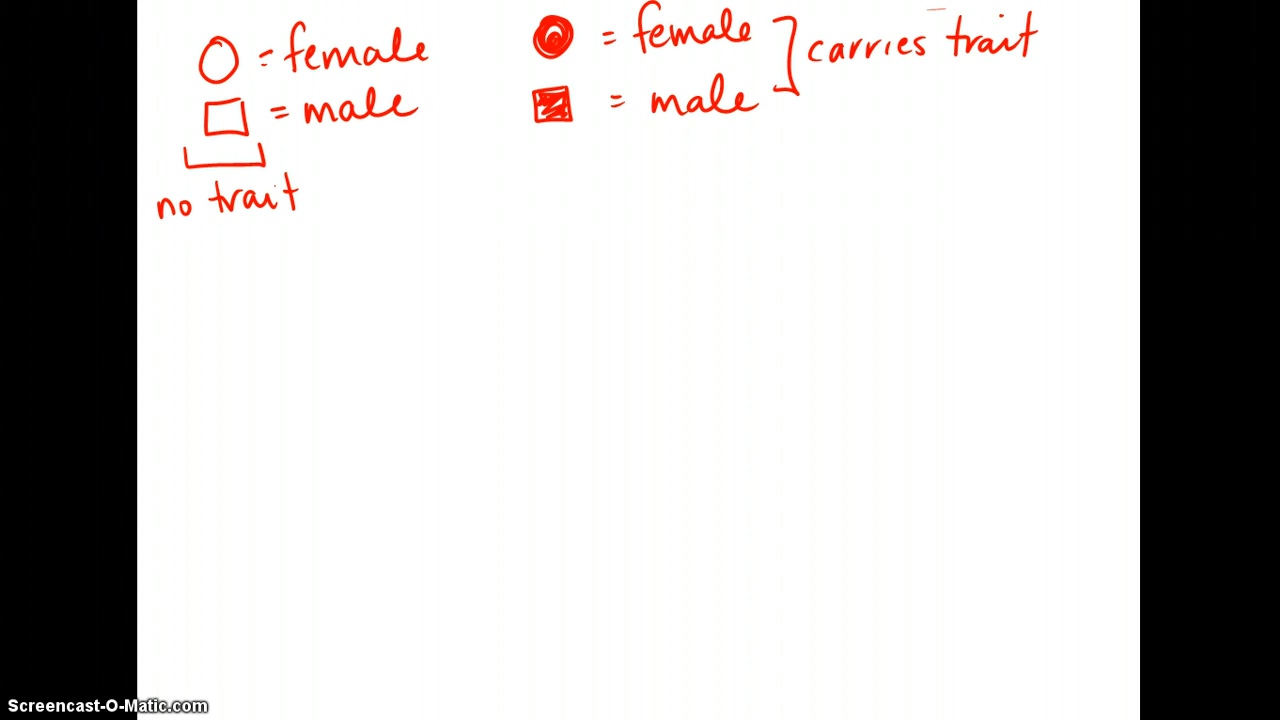 = female
= male
no trait
= female
= male
carries trait
Screencast-O-Matic.com